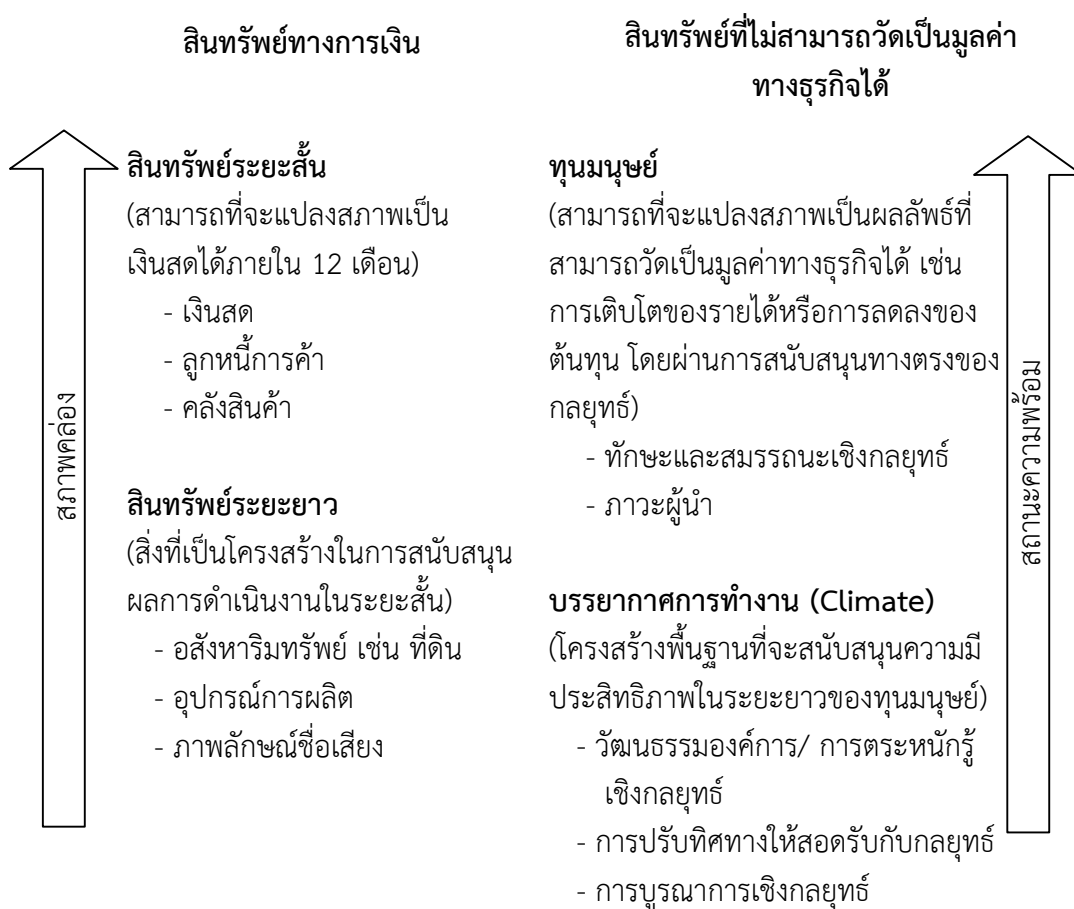 สินทรัพย์ทางการเงิน
สินทรัพย์ที่ไม่สามารถวัดเป็นมูลค่า
ทางธุรกิจได้
สภาพคล่อง
สินทรัพย์ระยะสั้น
(สามารถที่จะแปลงสภาพเป็น
เงินสดได้ภายใน 12 เดือน)
- เงินสด
- ลูกหนี้การค้า
- คลังสินค้า
สินทรัพย์ระยะยาว
(สิ่งที่เป็นโครงสร้างในการสนับสนุน
ผลการดำเนินงานในระยะสั้น)
- อสังหาริมทรัพย์ เช่น ที่ดิน
- อุปกรณ์การผลิต
- ภาพลักษณ์ชื่อเสียง
ทุนมนุษย์
(สามารถที่จะแปลงสภาพเป็นผลลัพธ์ที่
สามารถวัดเป็นมูลค่าทางธุรกิจได้ เช่น
การเติบโตของรายได้หรือการลดลงของ
ต้นทุน โดยผ่านการสนับสนุนทางตรงของ
กลยุทธ์)
- ทักษะและสมรรถนะเชิงกลยุทธ์
- ภาวะผู้นำ
บรรยากาศการทำงาน (Climate)
(โครงสร้างพื้นฐานที่จะสนับสนุนความมี
ประสิทธิภาพในระยะยาวของทุนมนุษย์)
- วัฒนธรรมองค์การ/ การตระหนักรู้
เชิงกลยุทธ์
- การปรับทิศทางให้สอดรับกับกลยุทธ์
- การบูรณาการเชิงกลยุทธ์
สถานะความพร้อม